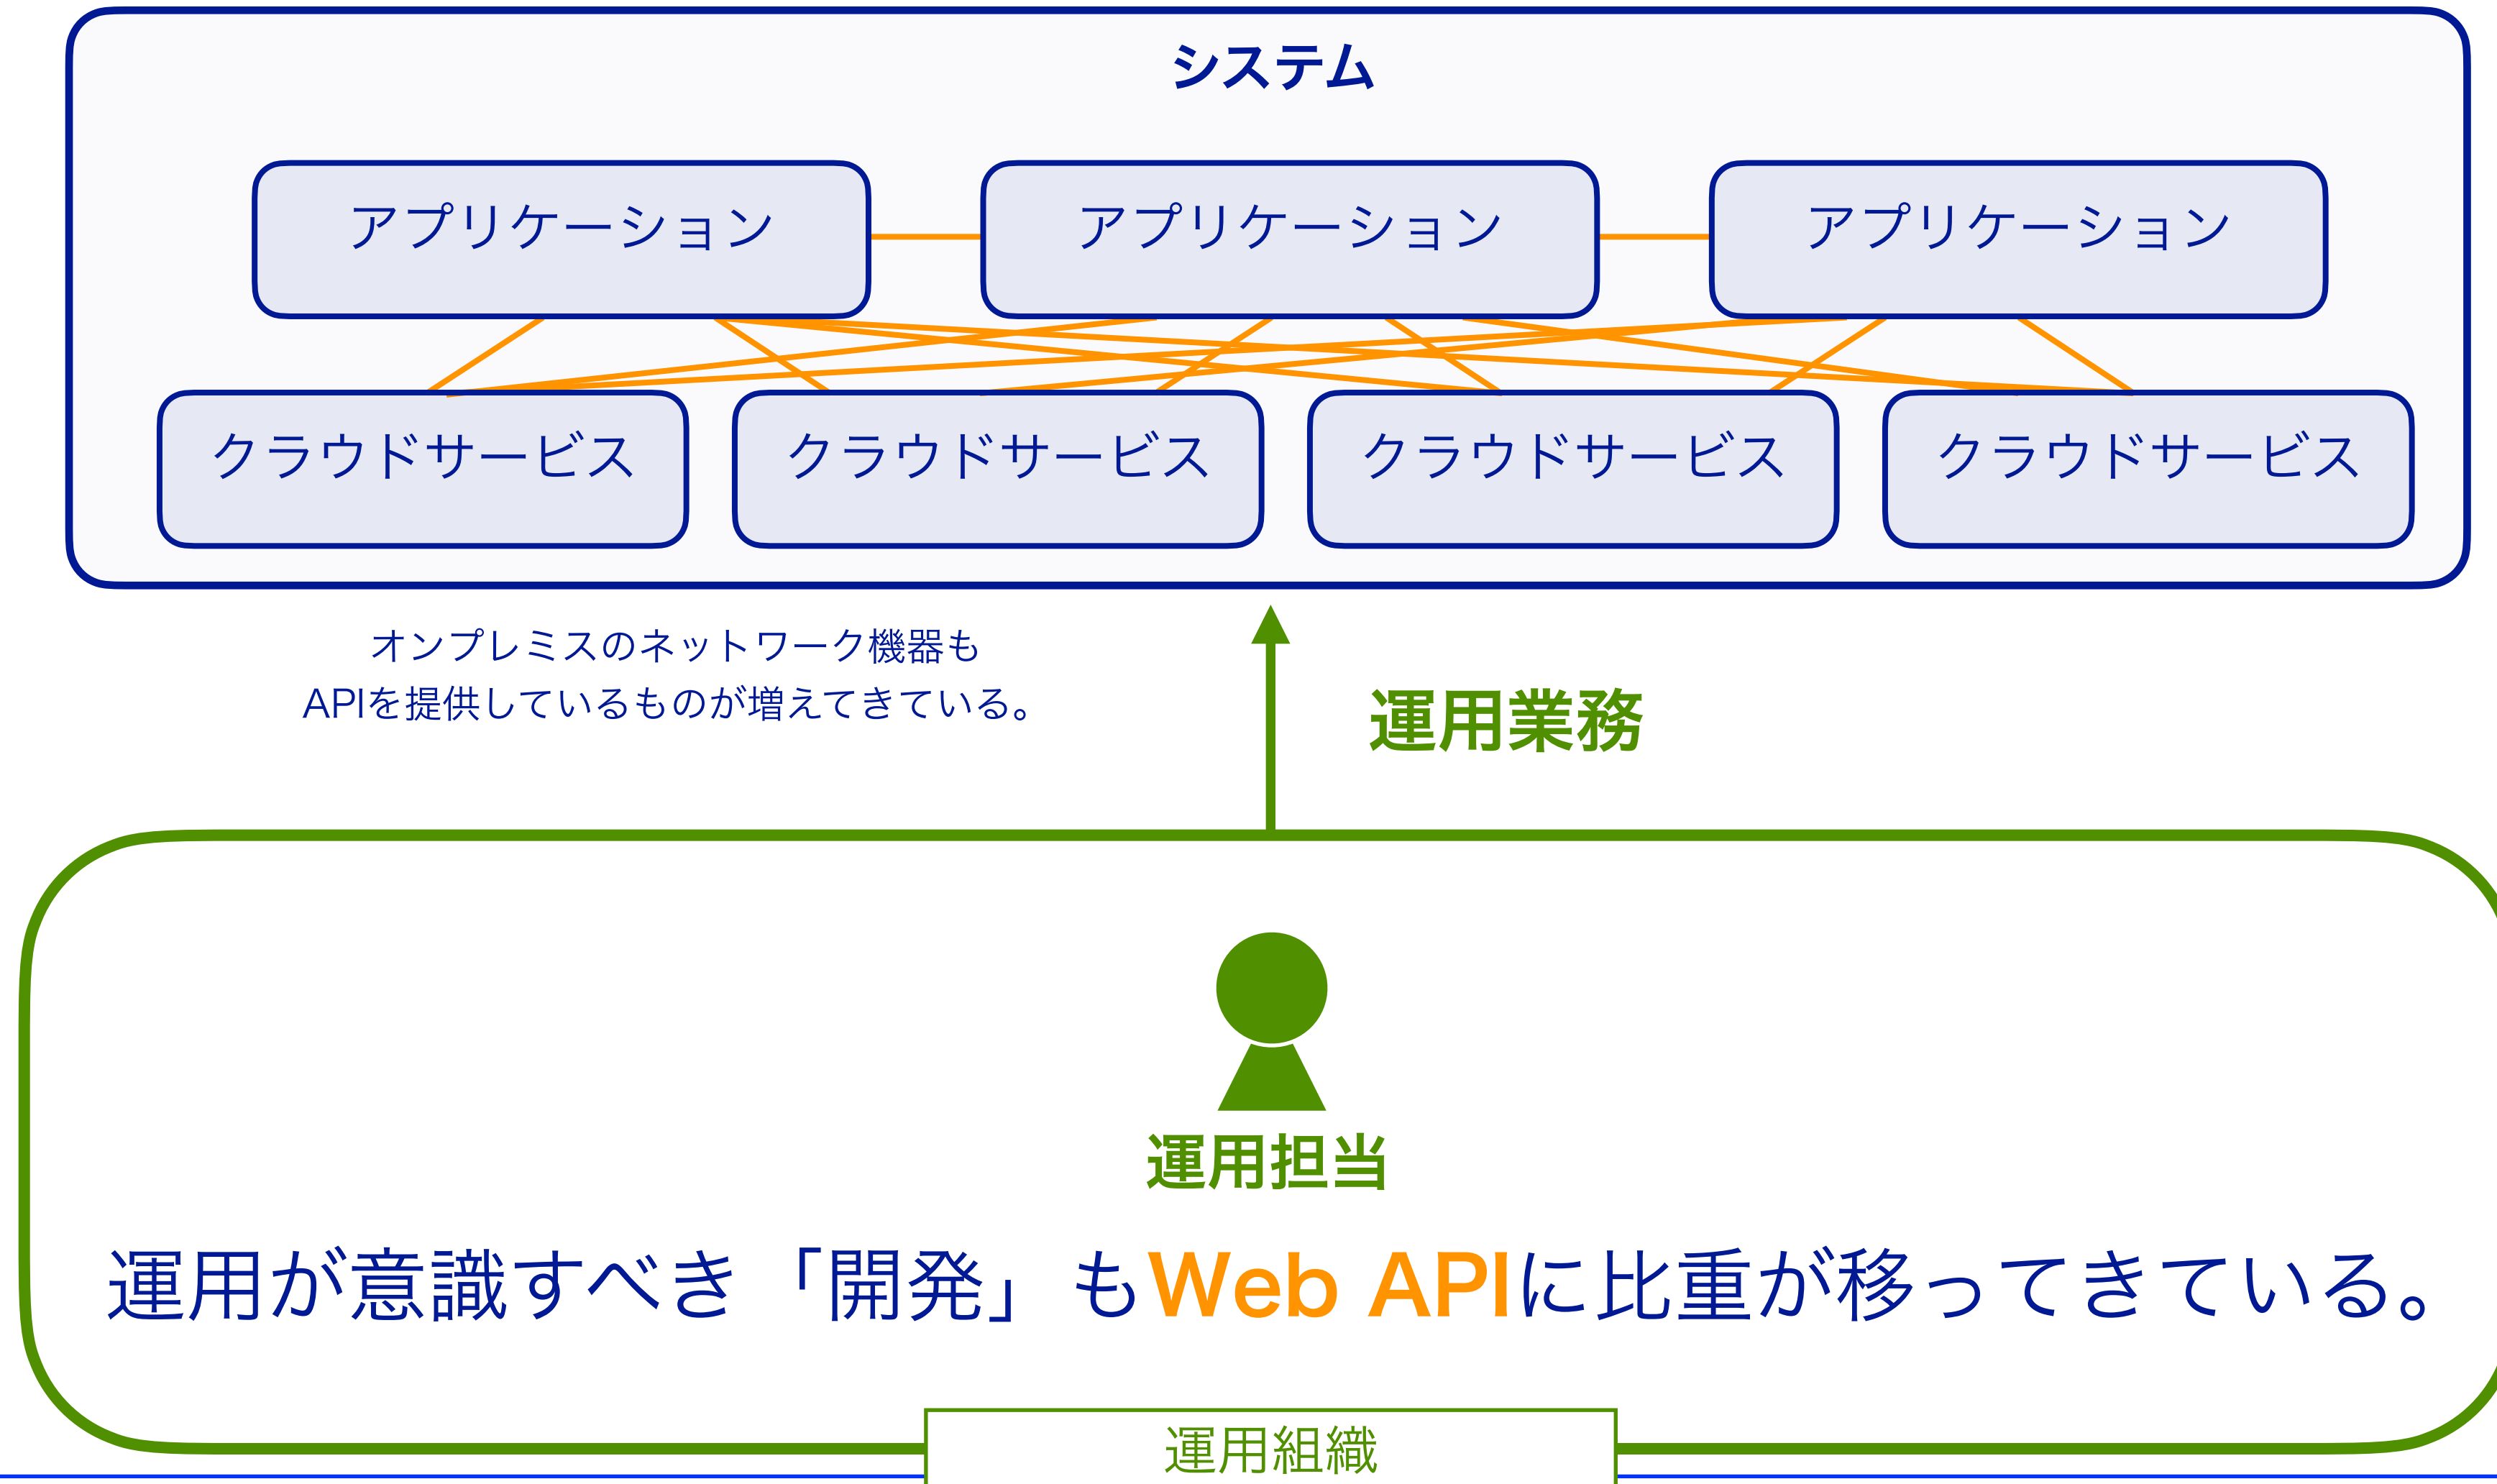 システム
アプリケーション
アプリケーション
アプリケーション
クラウドサービス
クラウドサービス
クラウドサービス
クラウドサービス
オンプレミスのネットワーク機器も
APIを提供しているものが増えてきている。
運用業務
運用担当
運用が意識すべき「開発」もWeb APIに比重が移ってきている。
運用組織